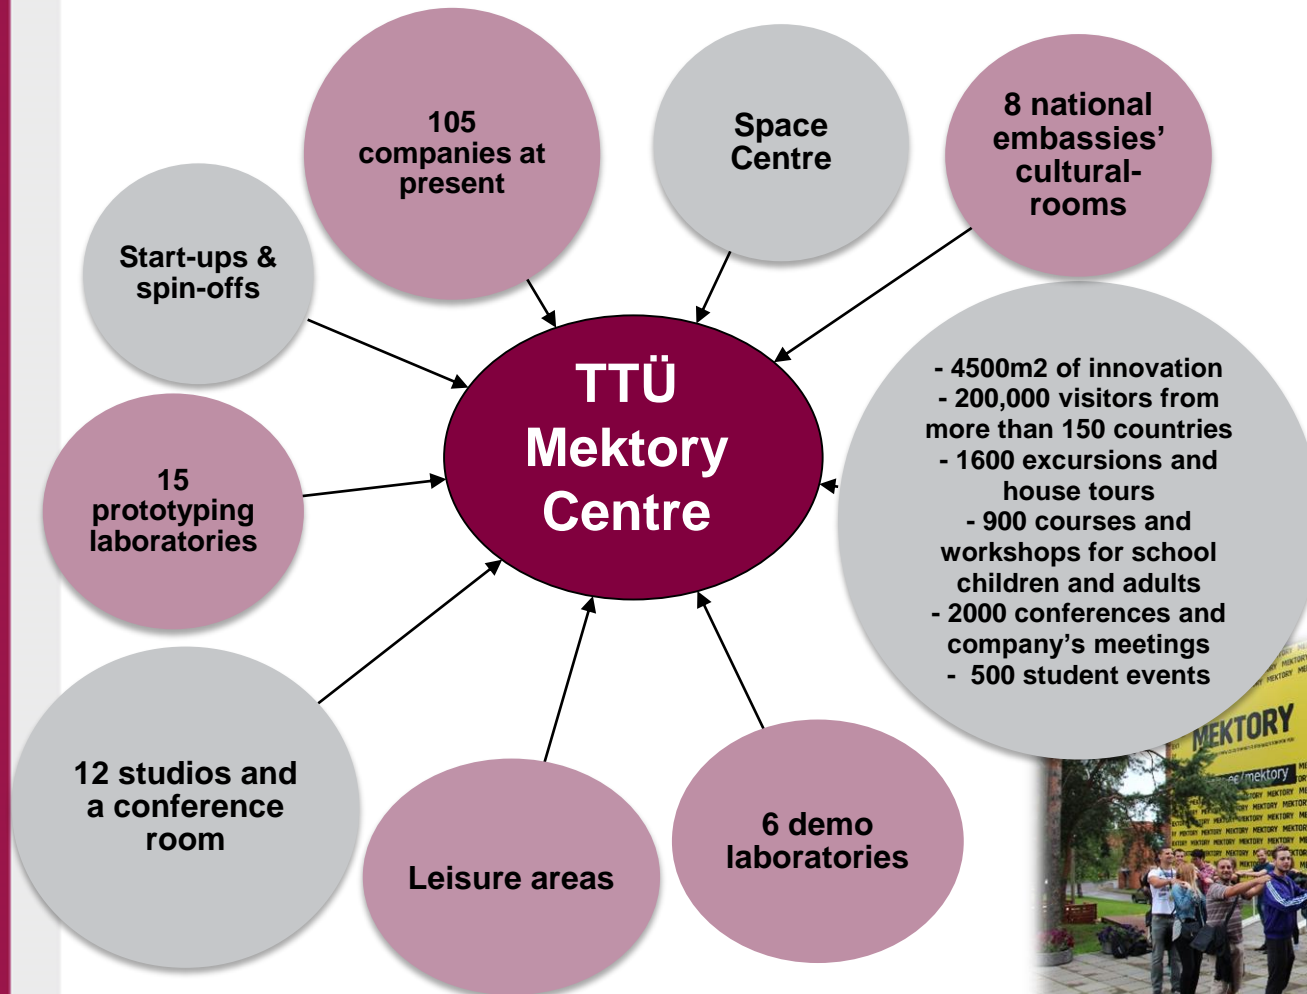 105
companies at
present
Space
Centre
8 national
embassies’
cultural-
rooms
Start-ups &
spin-offs
TTÜ
Mektory
Centre
- 4500m2 of innovation
- 200,000 visitors from
more than 150 countries
- 1600 excursions and
house tours
- 900 courses and
workshops for school
children and adults
- 2000 conferences and
company’s meetings
- 500 student events
15
prototyping
laboratories
12 studios and
a conference
room
Leisure areas
6 demo
laboratories
MEKTORY
/mektory